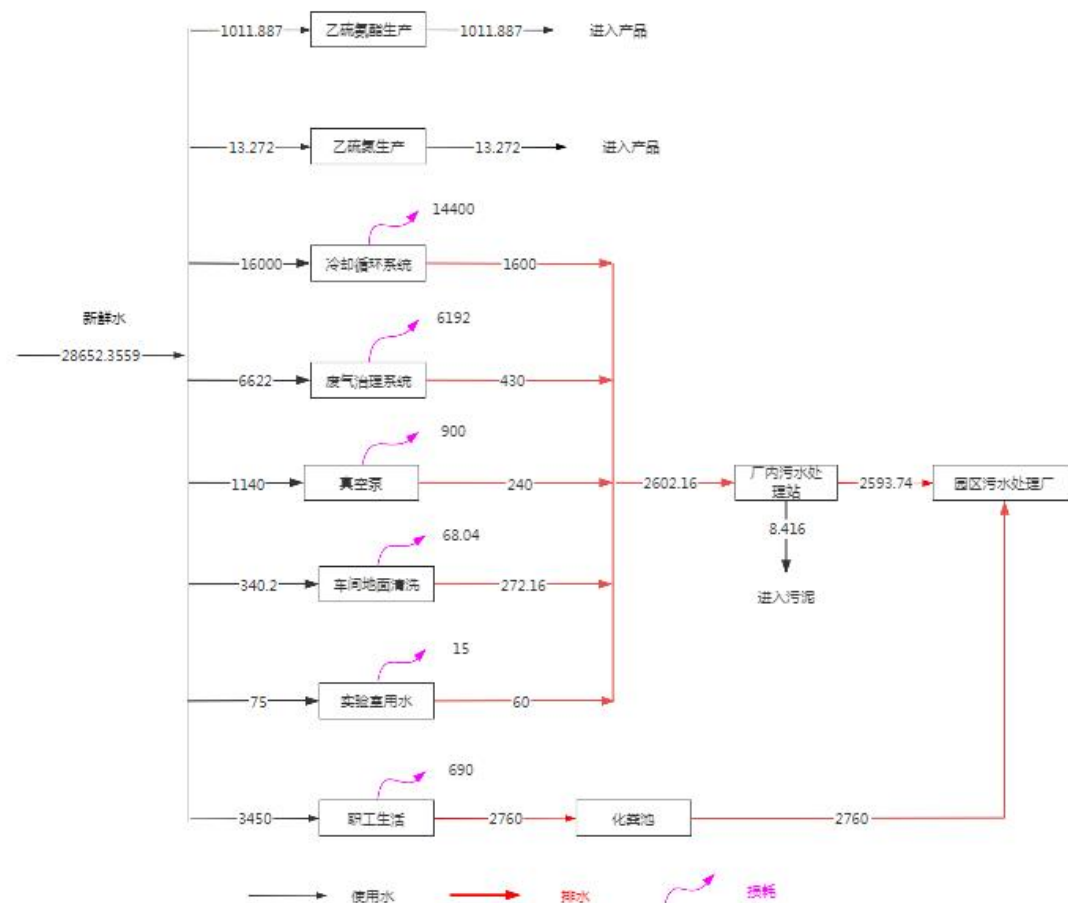 1011.887
乙硫氨酯生产
1011.887
进入产品
13.272
乙硫氮生产
13.272
进入产品
14400
16000
冷却循环系统
1600
新鲜水
28652.3559
6192
6622
废气治理系统
430
900
1140
真空泵
240
2602.16
厂内污水处
理站
2593.74
园区污水处理厂
8.416
进入污泥
68.04
340.2
车间地面清洗
272.16
15
75
实验室用水
60
690
3450
职工生活
2760
化粪池
2760
使用水
排水
损耗